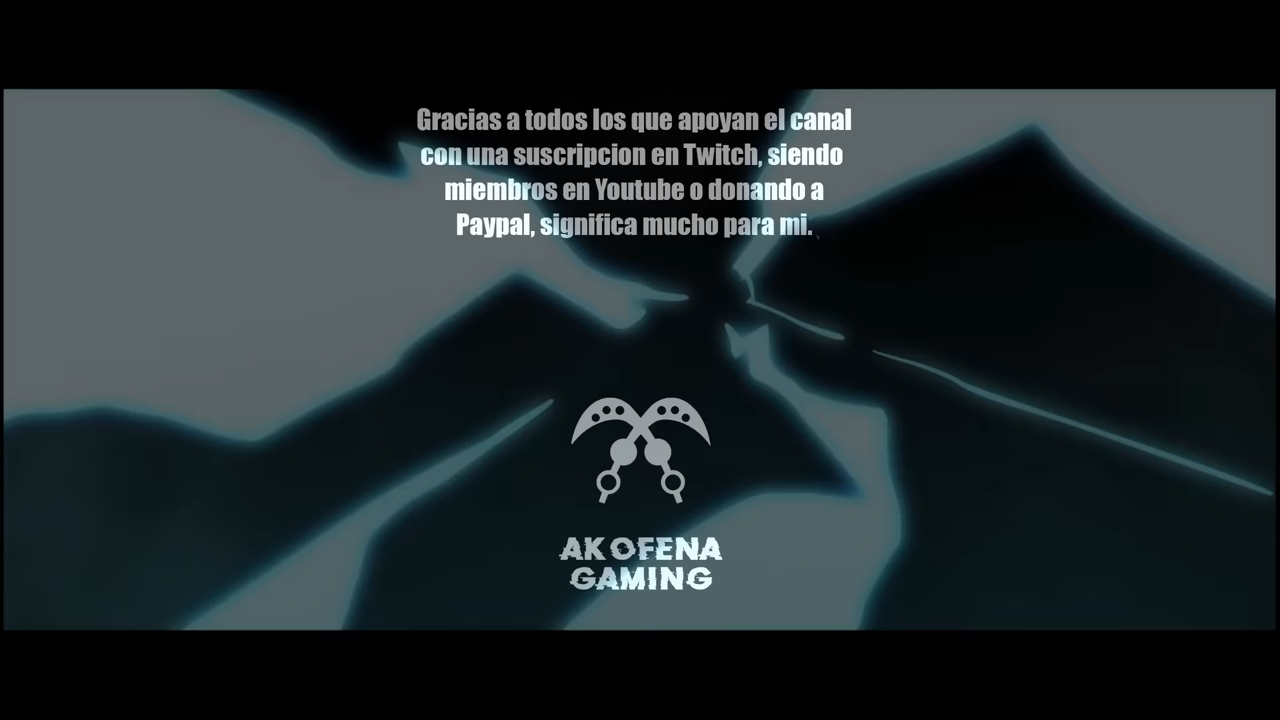 Gracias a todos los que apoyan el canal
con una suscripcion en Twitch, siendo
miembros en Youtube o donando a
Paypal, significa mucho para mi.
AKOFENA
GAMING